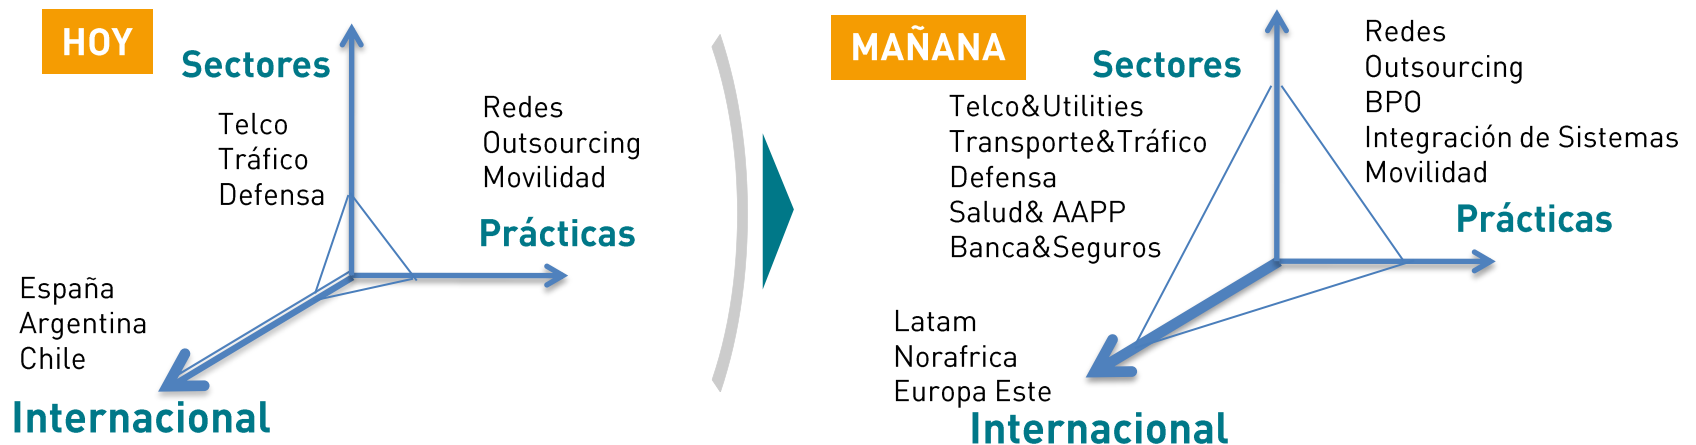 HOY
Sectores
Telco
Tráfico
Defensa
Redes
Outsourcing
Movilidad
Prácticas
España
Argentina
Chile
Internacional
MAÑANA
Sectores
Telco&Utilities
Transporte&Tráfico
Defensa
Salud& AAPP
Banca&Seguros
Redes
Outsourcing
BPO
Integración de Sistemas
Movilidad
Prácticas
Latam
Norafrica
Europa Este
Internacional